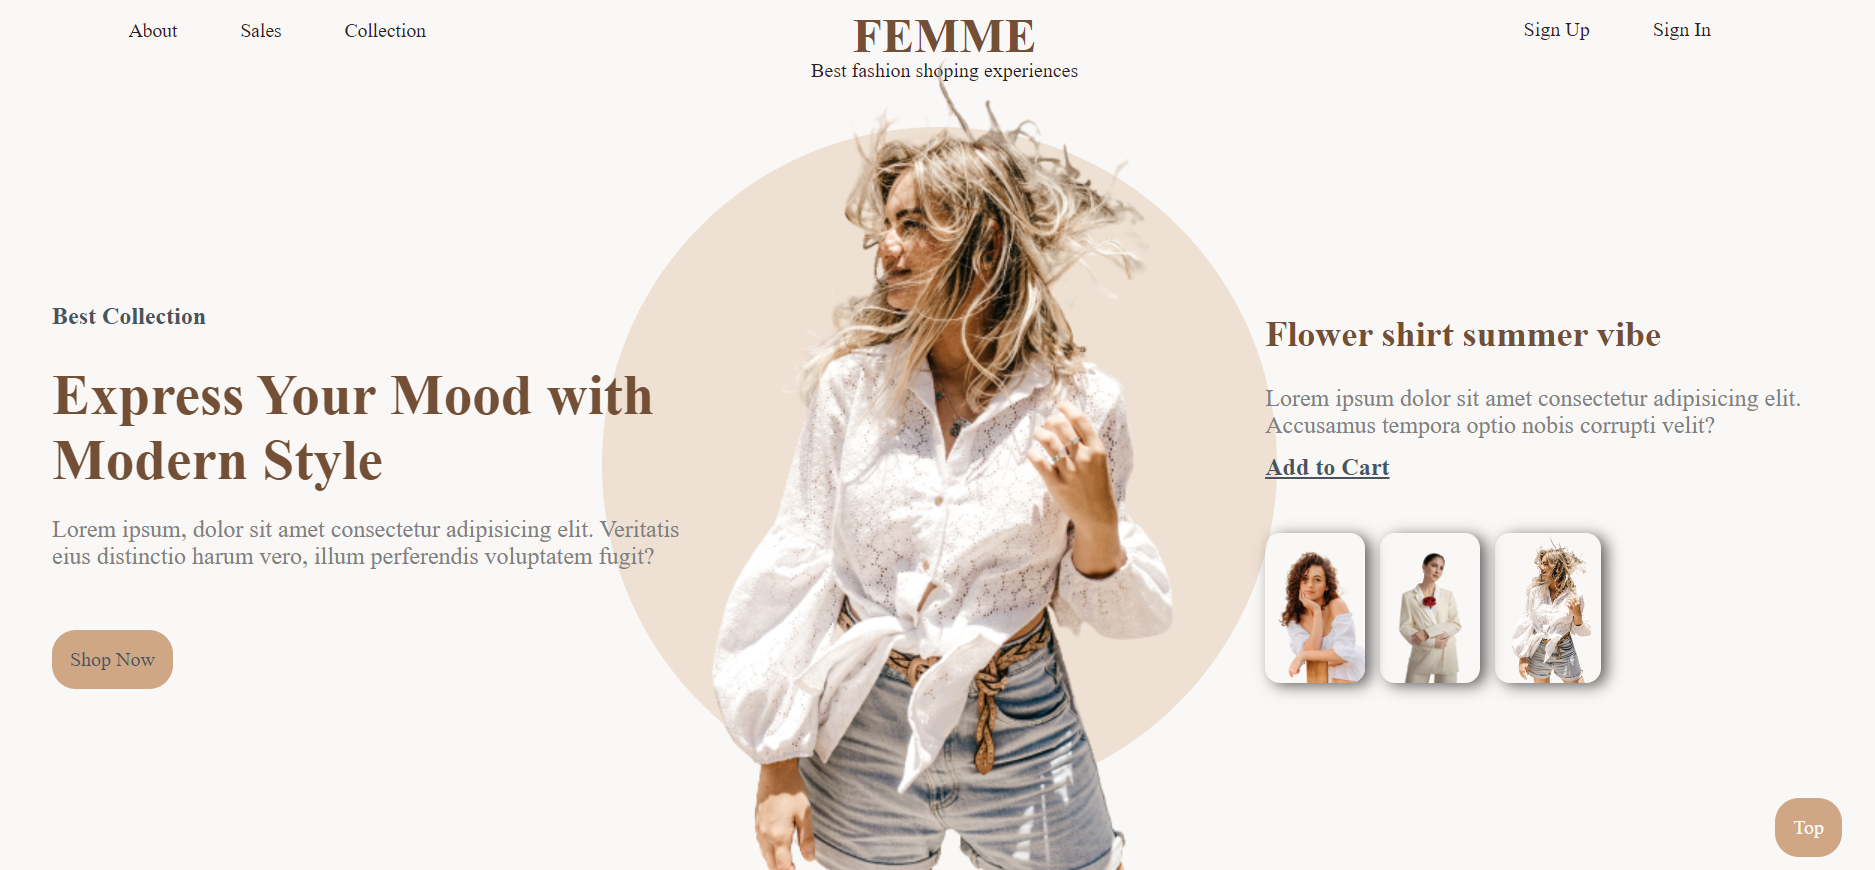 About
Sales
Collection
FEMME
Best fashion shoping experiences
Sign Up
Sign In
Best Collection
Express Your Mood with
Modern Style
Lorem ipsum, dolor sit amet consectetur adipisicing elit. Veritatis
eius distinctio harum vero, illum perferendis voluptatem fugit?
Shop Now
Flower shirt summer vibe
Lorem ipsum dolor sit amet consectetur adipisicing elit.
Accusamus tempora optio nobis corrupti velit?
Add to Cart
Top